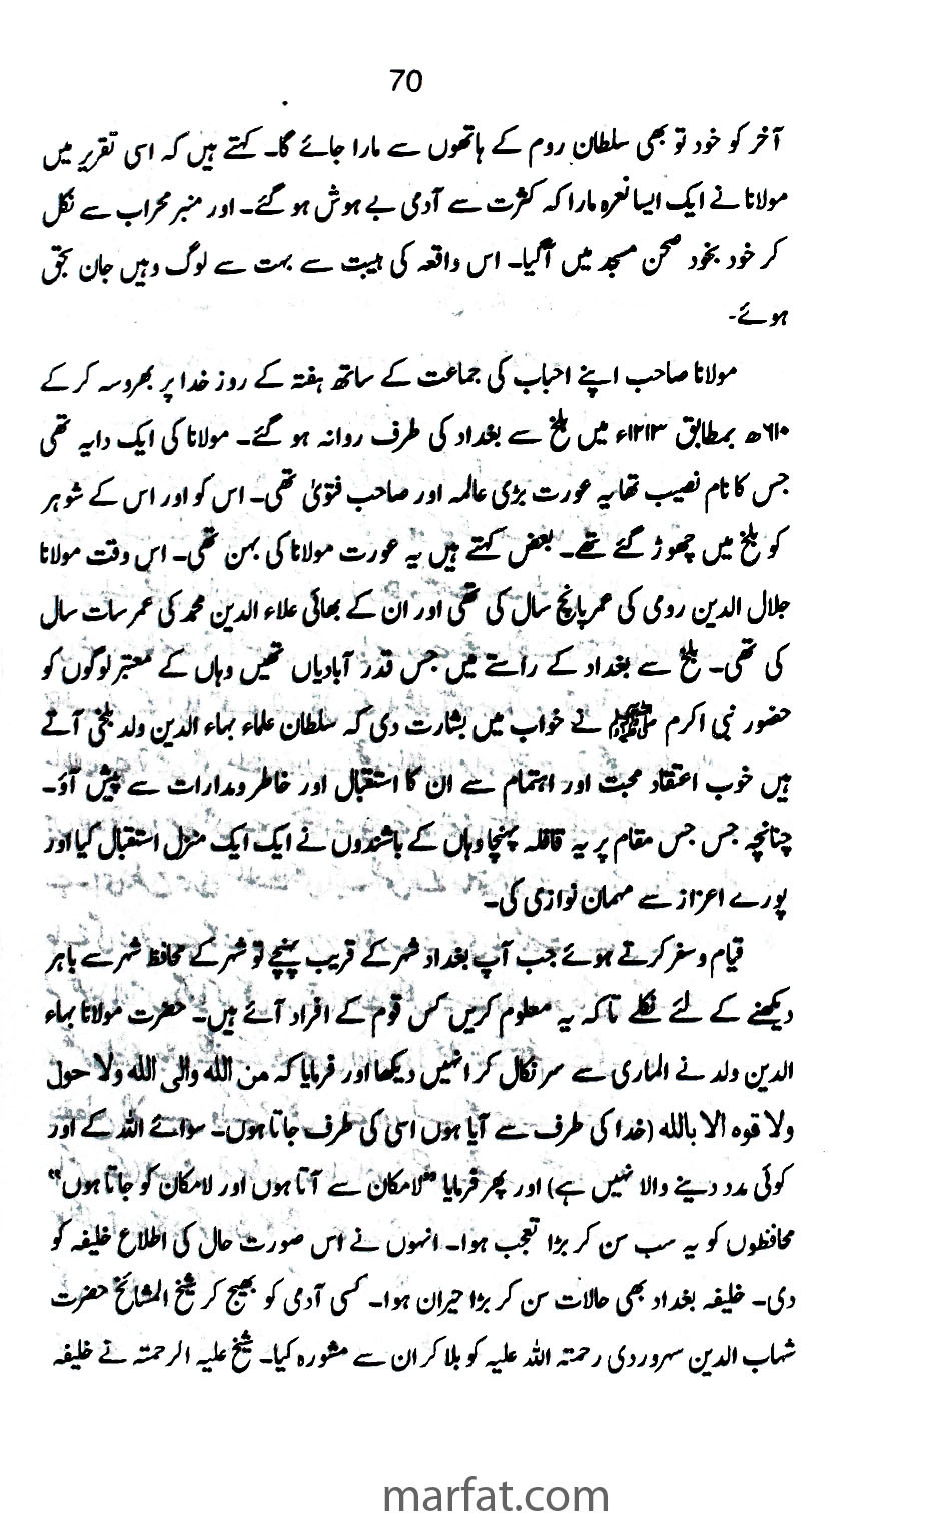 70
آخر کو خود تو بھی سلطان روم کے ہاتھوں سے مارا جائے گا۔ کہتے ہیں کہ اسی تقریر میں
مولانا نے ایک ایسا نعرہ مارا کہ کثرت سے آدمی بے ہوش ہو گئے۔ اور منبر محراب سے نکل
کر خود بخود صحن مسجد میں آگیا۔ اس واقعہ کی ہیبت سے بہت سے لوگ وہیں جان بحق
ہوئے۔
مولانا صاحب اپنے احباب کی جماعت کے ساتھ ہفتہ کے روز خدا پر بھروسہ کر کے
۶۱۰ھ بمطابق ۱۲۱۳ء میں بلخ سے بغداد کی طرف روانہ ہو گئے۔ مولانا کی ایک دایہ تھی
جس کا نام نصیب تھا یہ عورت بڑی عالمہ اور صاحب فتویٰ تھی۔ اس کو اور اس کے شوہر
کو بلخ میں چھوڑ گئے تھے۔ بعض کہتے ہیں یہ عورت مولانا کی بہن تھی۔ اس وقت مولانا
جلال الدین رومی کی عمر پانچ سال کی تھی اور ان کے بھائی علاء الدین محمد کی عمر سات سال
کی تھی۔ بلخ سے بغداد کے راستے میں جس قدر آبادیاں تھیں وہاں کے معتبر لوگوں کو
حضور نبی اکرم ﷺ نے خواب میں بشارت دی کہ سلطان علماء بہاء الدین ولد بلخی آتے
ہیں خوب اعتقاد محبت اور اہتمام سے ان کا استقبال اور خاطر و مدارات سے پیش آؤ۔
چنانچہ جس جس مقام پر یہ قافلہ پہنچا وہاں کے باشندوں نے ایک ایک منزل استقبال کیا اور
پورے اعزاز سے مہمان نوازی کی۔
قیام و سفر کرتے ہوئے جب آپ بغداد شہر کے قریب پہنچے تو شہر کے محافظ شہر سے باہر
دیکھنے کے لئے نکلے تاکہ یہ معلوم کریں کس قوم کے افراد آئے ہیں۔ حضرت مولانا بہاء
الدین ولد نے الماری سے سر نکال کر انہیں دیکھا اور فرمایا کہ من اللہ والی اللہ ولا حول
ولا قوہ الا باللہ (خدا کی طرف سے آیا ہوں اسی کی طرف جاتا ہوں۔ سوائے اللہ کے اور
کوئی مدد دینے والا نہیں ہے) اور پھر فرمایا "لامکان سے آتا ہوں اور لامکان کو جاتا ہوں"
محافظوں کو یہ سب سن کر بڑا تعجب ہوا۔ انہوں نے اس صورت حال کی اطلاع خلیفہ کو
دی۔ خلیفہ بغداد بھی حالات سن کر بڑا حیران ہوا۔ کسی آدمی کو بھیج کر شیخ المشائخ حضرت
شہاب الدین سہروردی رحمتہ اللہ علیہ کو بلا کر ان سے مشورہ کیا۔ شیخ علیہ الرحمتہ نے خلیفہ
marfat.com